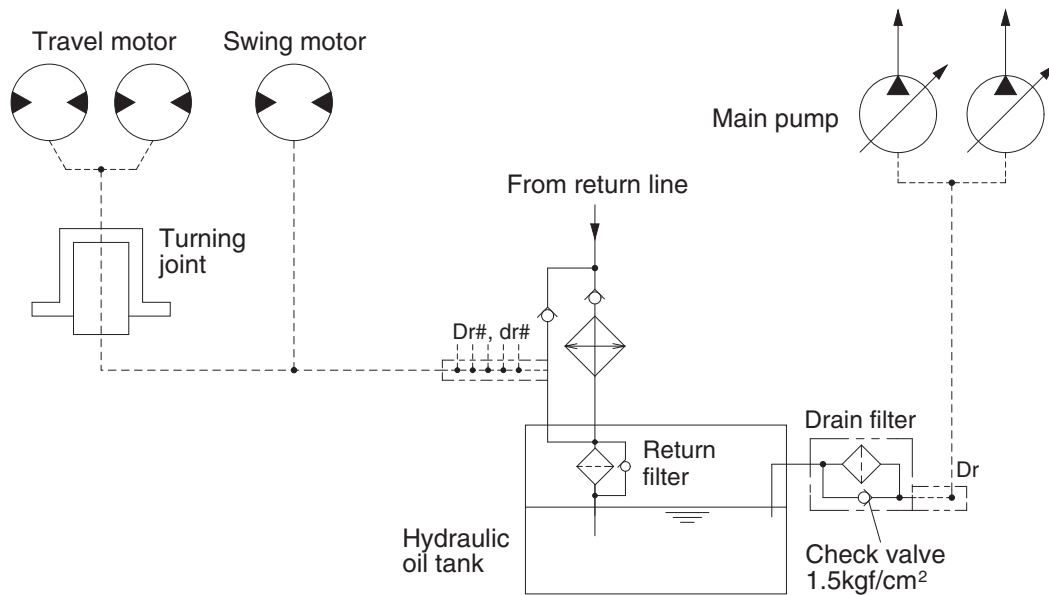 Travel motor
Swing motor
Main pump
From return line
Turning
joint
Dr#, dr#
Return
filter
Drain filter
Dr
Hydraulic
oil tank
Check valve
1.5kgf/cm²